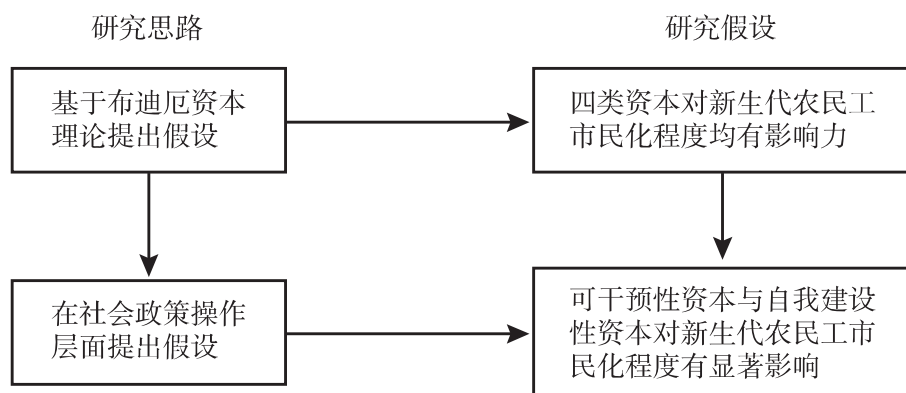 研究思路
研究假设
基于布迪厄资本
理论提出假设
四类资本对新生代农民工
市民化程度均有影响力
在社会政策操作
层面提出假设
可干预性资本与自我建设
性资本对新生代农民工市
民化程度有显著影响